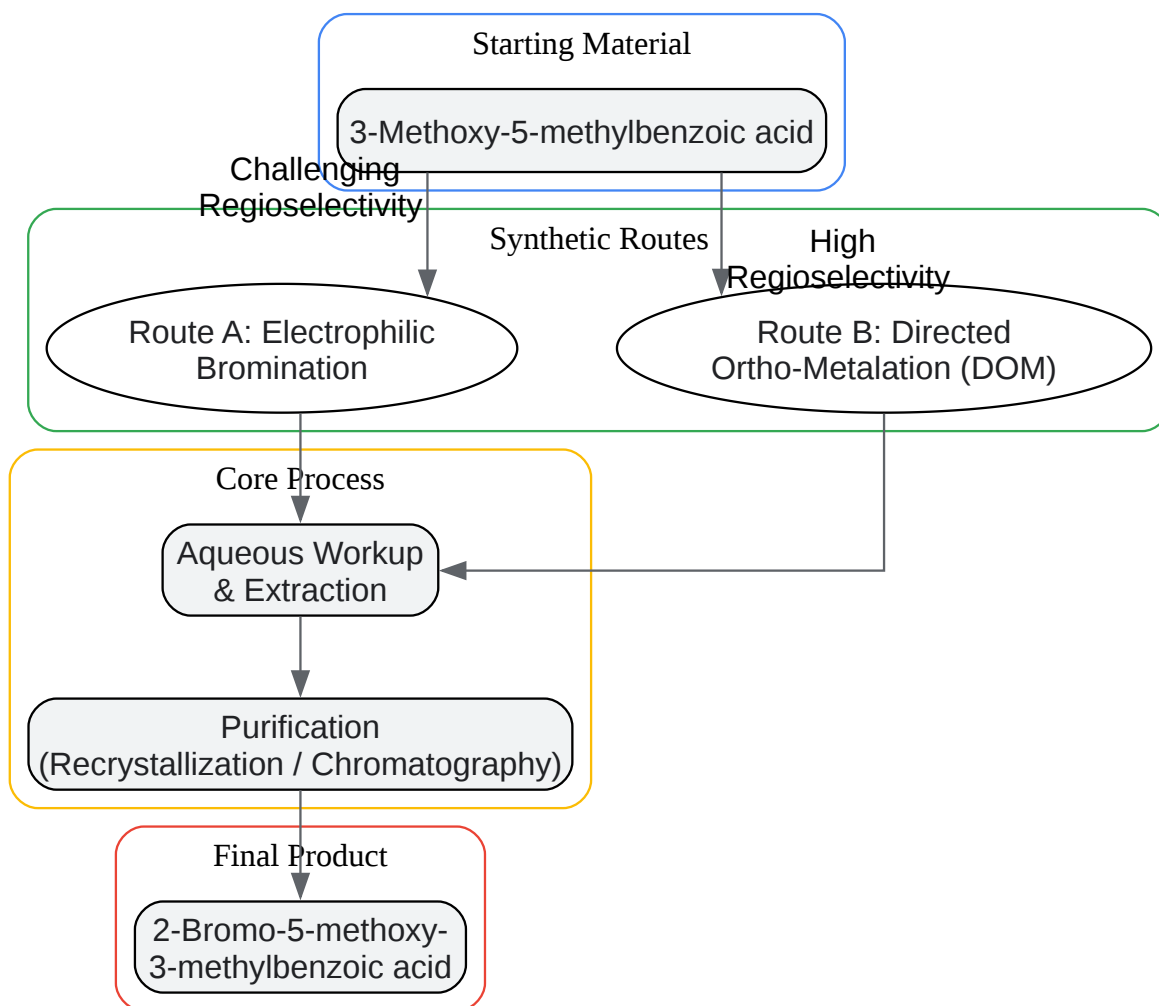 Starting Material
3-Methoxy-5-methylbenzoic acid
Challenging
Regioselectivity
Synthetic Routes
High
Regioselectivity
Route A: Electrophilic
Bromination
Route B: Directed
Ortho-Metalation (DOM)
Core Process
Aqueous Workup
& Extraction
Purification
(Recrystallization / Chromatography)
Final Product
2-Bromo-5-methoxy-
3-methylbenzoic acid